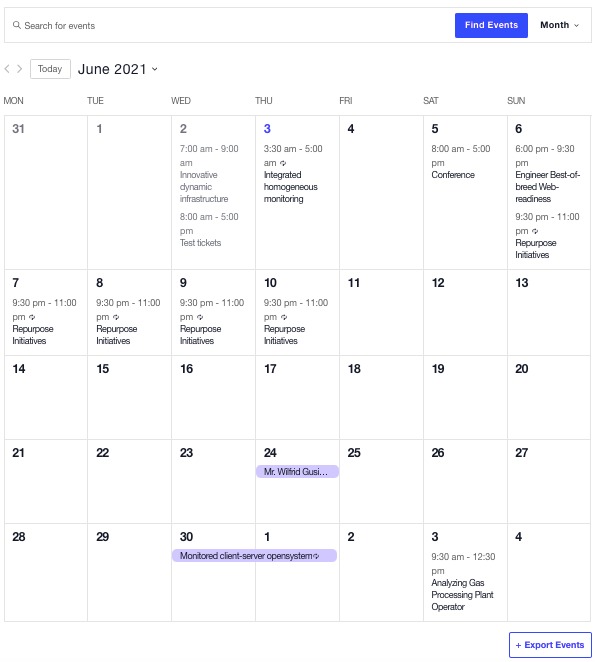 Search for events
Find Events
Month
Today
June 2021
MON TUE WED THU FRI SAT SUN
31
1
2
7:00 am - 9:00
am
Innovative
dynamic
infrastructure
8:00 am - 5:00
pm
Test tickets
3
3:30 am - 5:00
am
Integrated
homogeneous
monitoring
4
5
8:00 am - 5:00
pm
Conference
6
6:00 pm - 9:30
pm
Engineer Best-of-
breed Web-
readiness
9:30 pm - 11:00
pm
Repurpose
Initiatives
7
9:30 pm - 11:00
pm
Repurpose
Initiatives
8
9:30 pm - 11:00
pm
Repurpose
Initiatives
9
9:30 pm - 11:00
pm
Repurpose
Initiatives
10
9:30 pm - 11:00
pm
Repurpose
Initiatives
11
12
13
14
15
16
17
18
19
20
21
22
23
24
Mr. Wilfrid Gusi...
25
26
27
28
29
30
1
Monitored client-server opensystem
2
3
9:30 am - 12:30
pm
Analyzing Gas
Processing Plant
Operator
4
+ Export Events